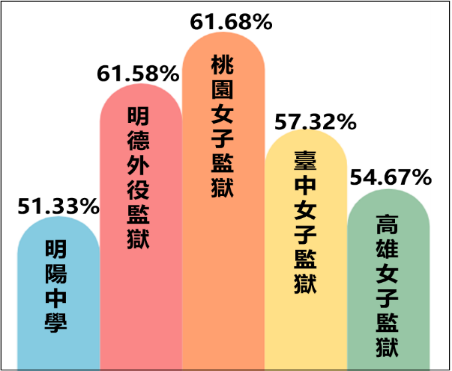 61.68%
桃園女子監獄
61.58%
明德外役監獄
57.32%
臺中女子監獄
54.67%
高雄女子監獄
51.33%
明陽中學